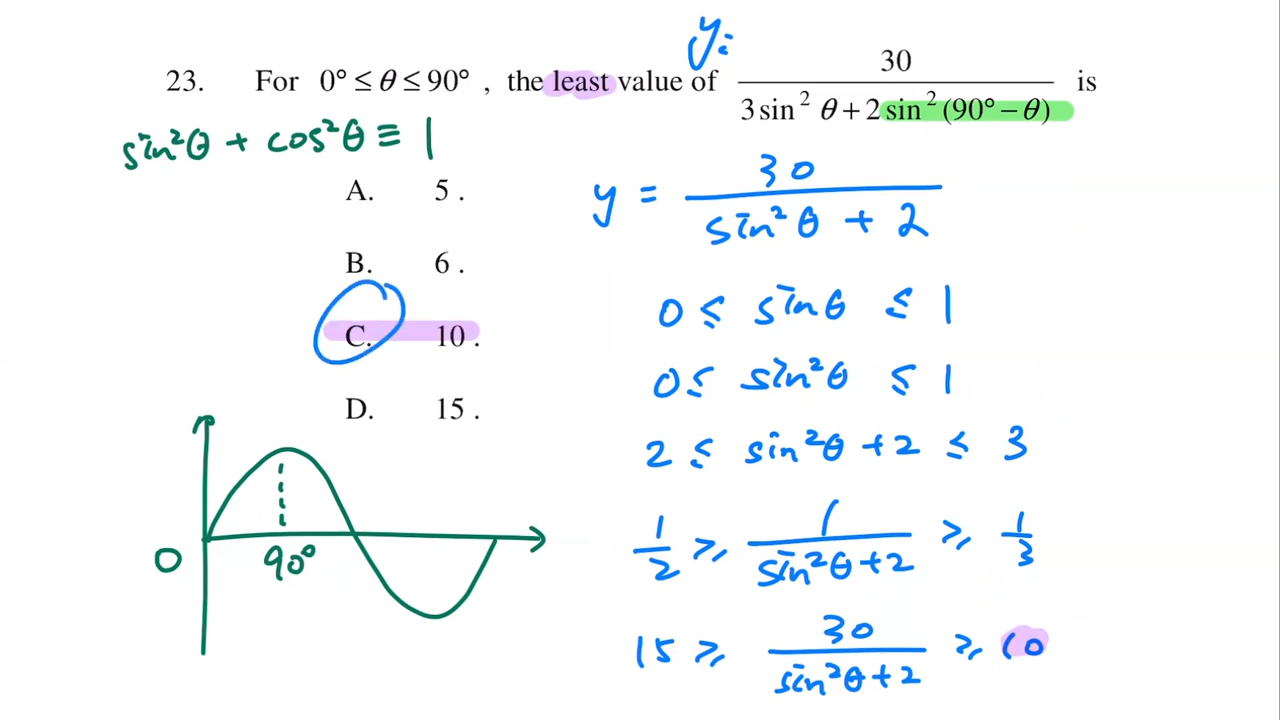 y =
23. For 0° ≤ θ ≤ 90° , the least value of 30 / (3 sin² θ + 2 sin² (90° − θ)) is
sin²θ + cos²θ ≡ 1
A. 5 .
B. 6 .
C. 10 .
D. 15 .
y = 30 / (sin²θ + 2)
0 ≤ sinθ ≤ 1
0 ≤ sin²θ ≤ 1
2 ≤ sin²θ + 2 ≤ 3
1/2 ≥ 1/(sin²θ + 2) ≥ 1/3
15 ≥ 30/(sin²θ + 2) ≥ 10
0 90°